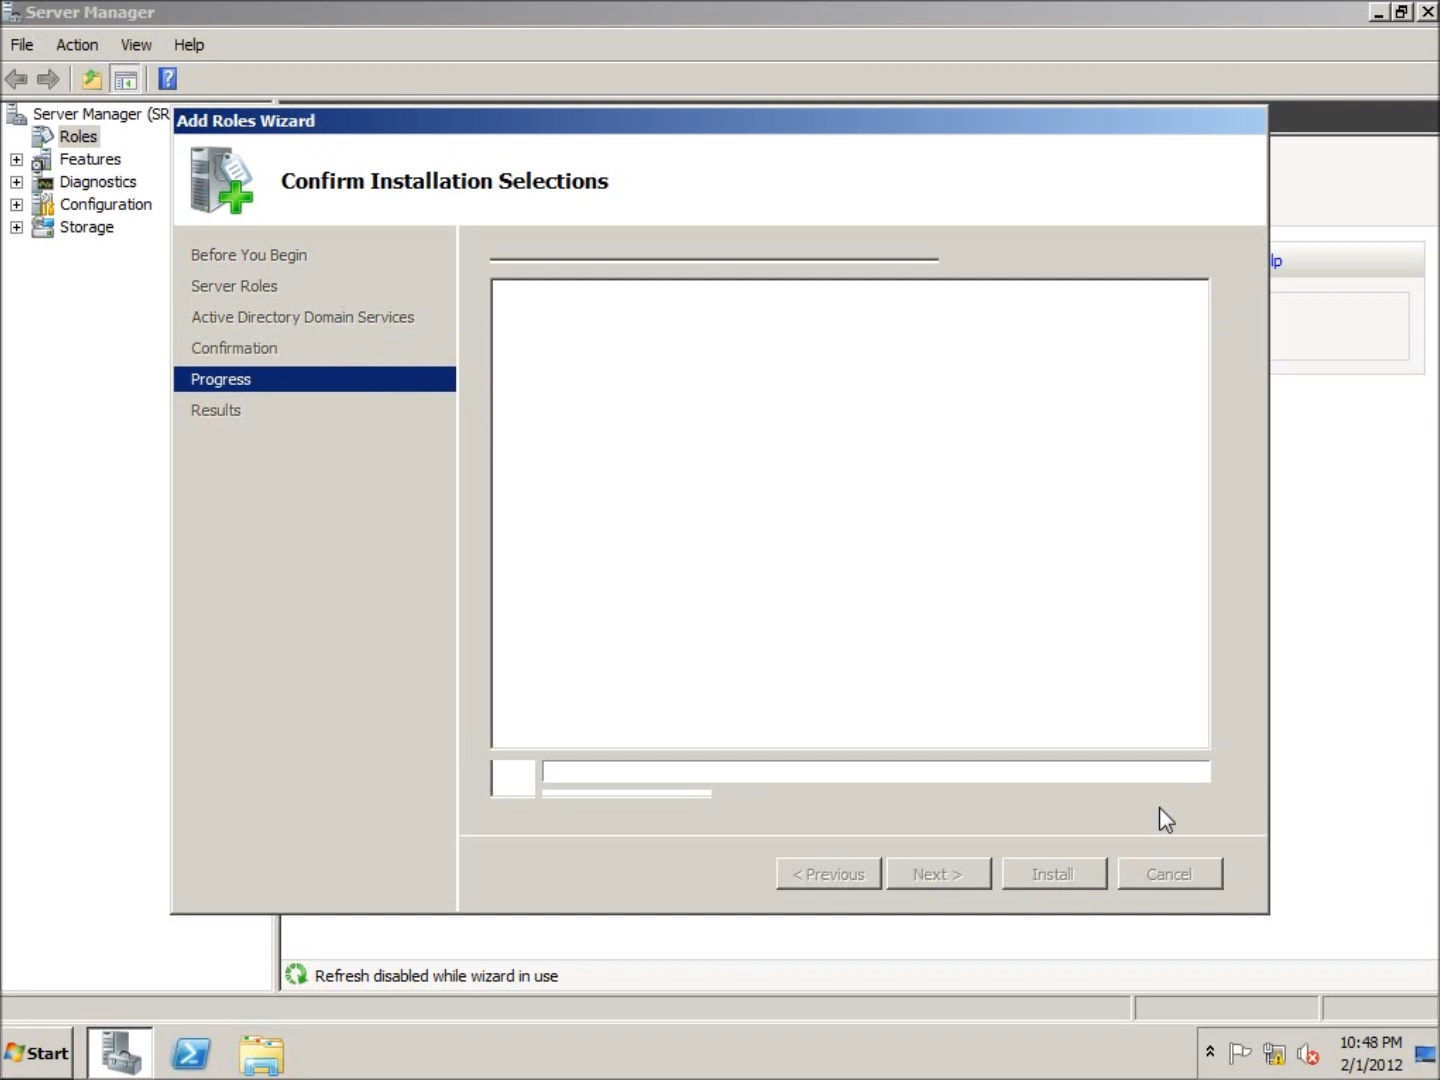 Server Manager
File Action View Help
Server Manager (SR
Roles
Features
Diagnostics
Configuration
Storage
Add Roles Wizard
Confirm Installation Selections
Before You Begin
Server Roles
Active Directory Domain Services
Confirmation
Progress
Results
lp
< Previous Next > Install Cancel
Refresh disabled while wizard in use
Start
10:48 PM
2/1/2012